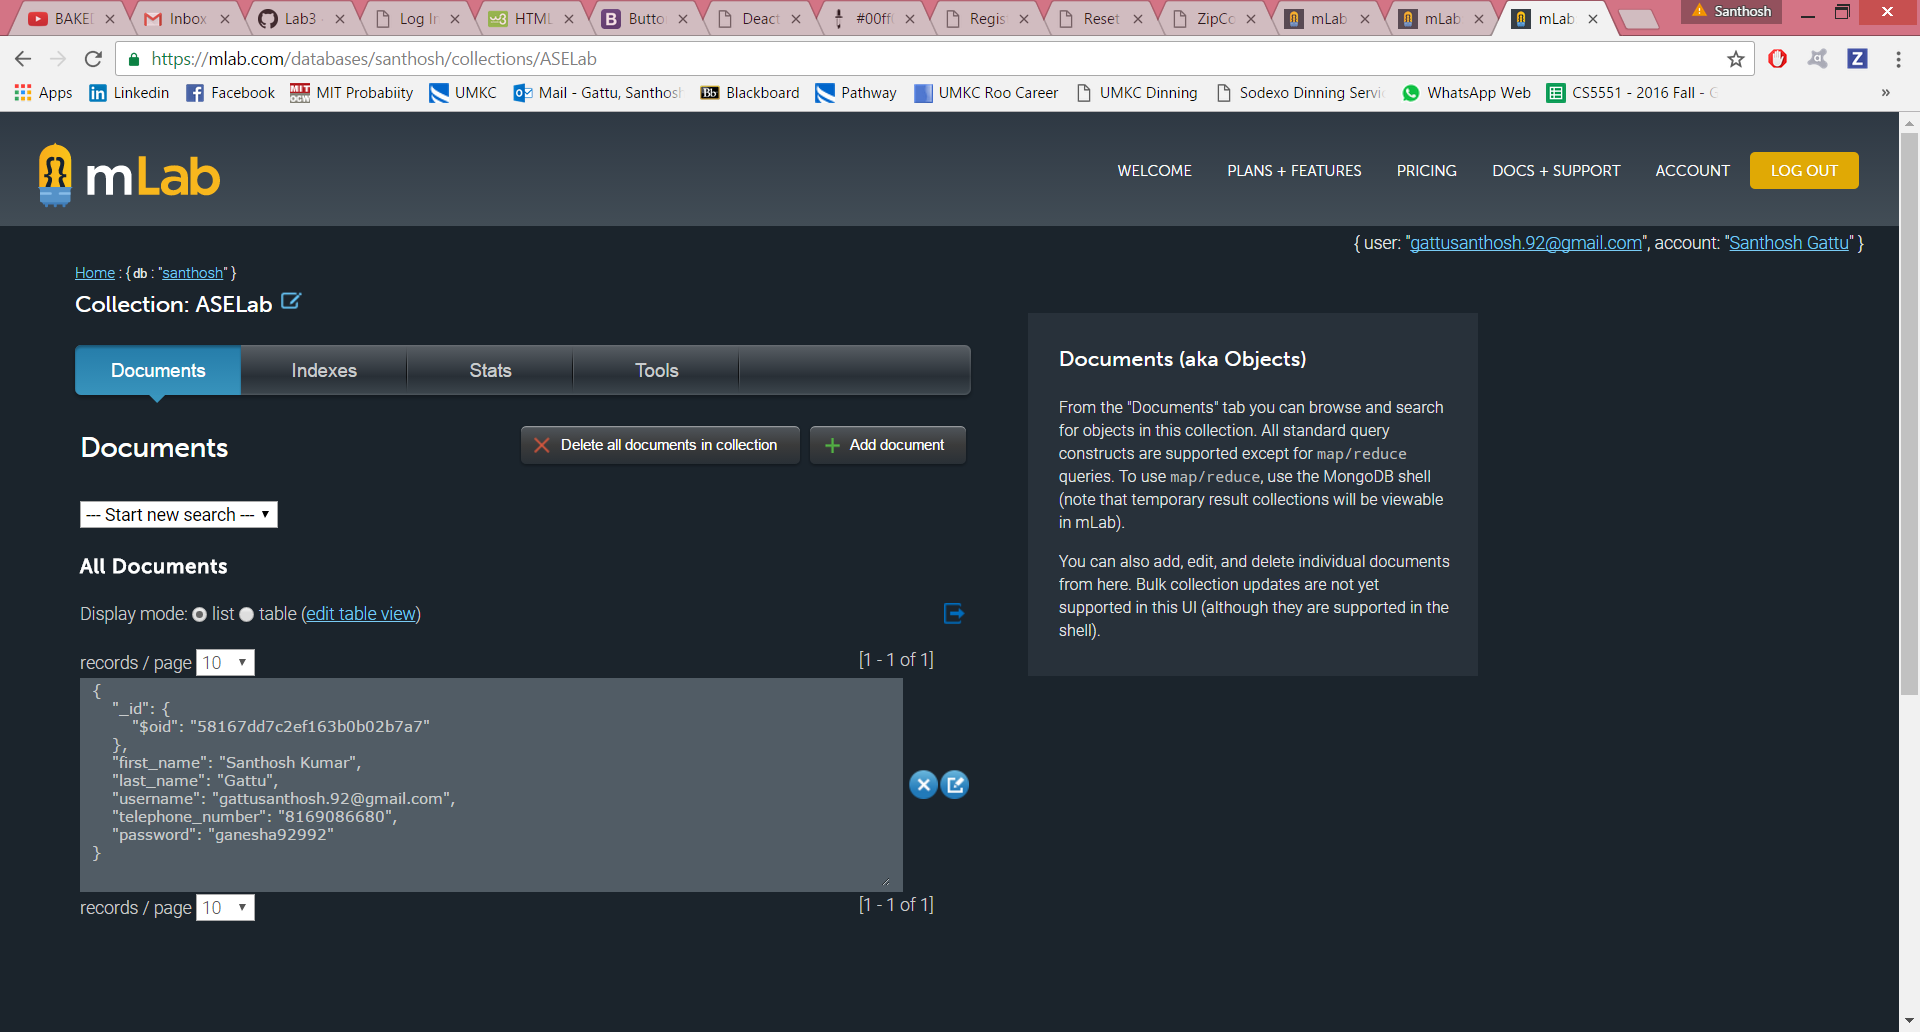 BAKED
Inbox
Lab3
Log In
HTML
Button
Deact
#00ff
Regis
Reset
ZipCo
mLab
mLab
mLab
Santhosh
https://mlab.com/databases/santhosh/collections/ASELab
Apps
Linkedin
Facebook
MIT Probabiity
UMKC
Mail - Gattu, Santhosh
Blackboard
Pathway
UMKC Roo Career
UMKC Dinning
Sodexo Dinning Servi
WhatsApp Web
CS5551 - 2016 Fall - G
»
mLab
WELCOME
PLANS + FEATURES
PRICING
DOCS + SUPPORT
ACCOUNT
LOG OUT
{ user: "gattusanthosh.92@gmail.com", account: "Santhosh Gattu" }
Home : { db : "santhosh" }
Collection: ASELab
Documents
Indexes
Stats
Tools
Documents
Delete all documents in collection
Add document
--- Start new search ---
All Documents
Display mode: list table (edit table view)
records / page 10
[1 - 1 of 1]
{
"_id": {
"$oid": "58167dd7c2ef163b0b02b7a7"
},
"first_name": "Santhosh Kumar",
"last_name": "Gattu",
"username": "gattusanthosh.92@gmail.com",
"telephone_number": "8169086680",
"password": "ganesha92992"
}
records / page 10
[1 - 1 of 1]
Documents (aka Objects)
From the "Documents" tab you can browse and search
for objects in this collection. All standard query
constructs are supported except for map/reduce
queries. To use map/reduce, use the MongoDB shell
(note that temporary result collections will be viewable
in mLab).
You can also add, edit, and delete individual documents
from here. Bulk collection updates are not yet
supported in this UI (although they are supported in the
shell).